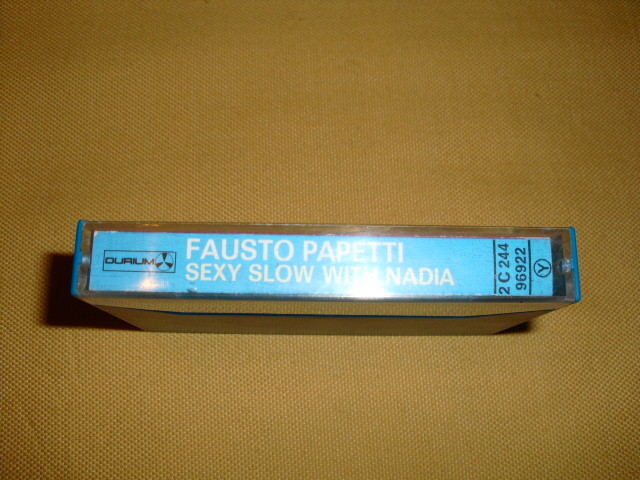 DURIUM
FAUSTO PAPETTI
SEXY SLOW WITH NADIA
2 C 244
96922
Y